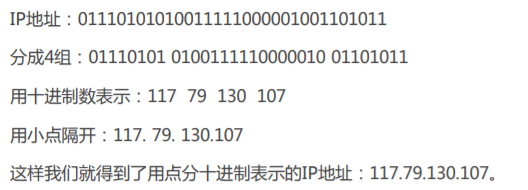 IP地址：01110101010011111000001001101011
分成4组：01110101 0100111110000010 01101011
用十进制数表示：117 79 130 107
用小点隔开：117. 79. 130.107
这样我们就得到了用点分十进制表示的IP地址：117.79.130.107。